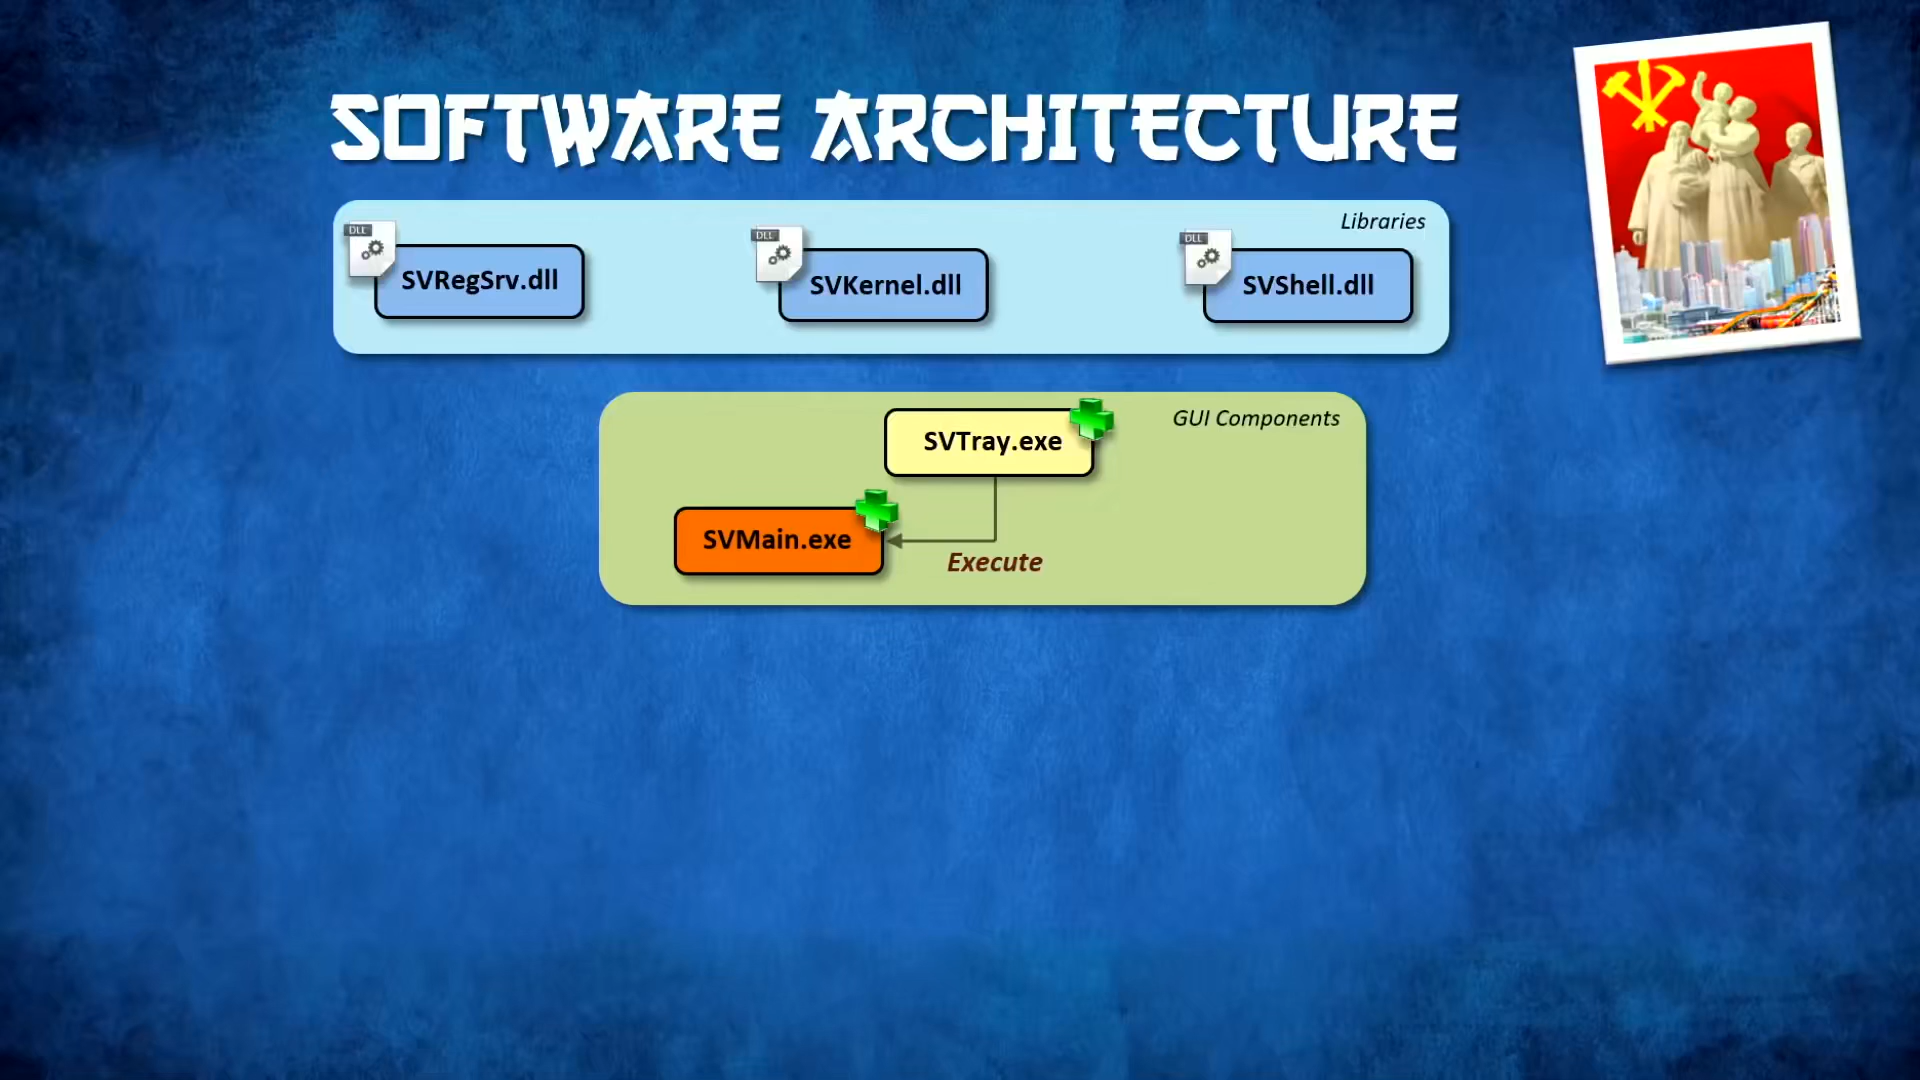 SOFTWARE ARCHITECTURE
Libraries
DLL
SVRegSrv.dll
DLL
SVKernel.dll
DLL
SVShell.dll
GUI Components
SVTray.exe
SVMain.exe
Execute